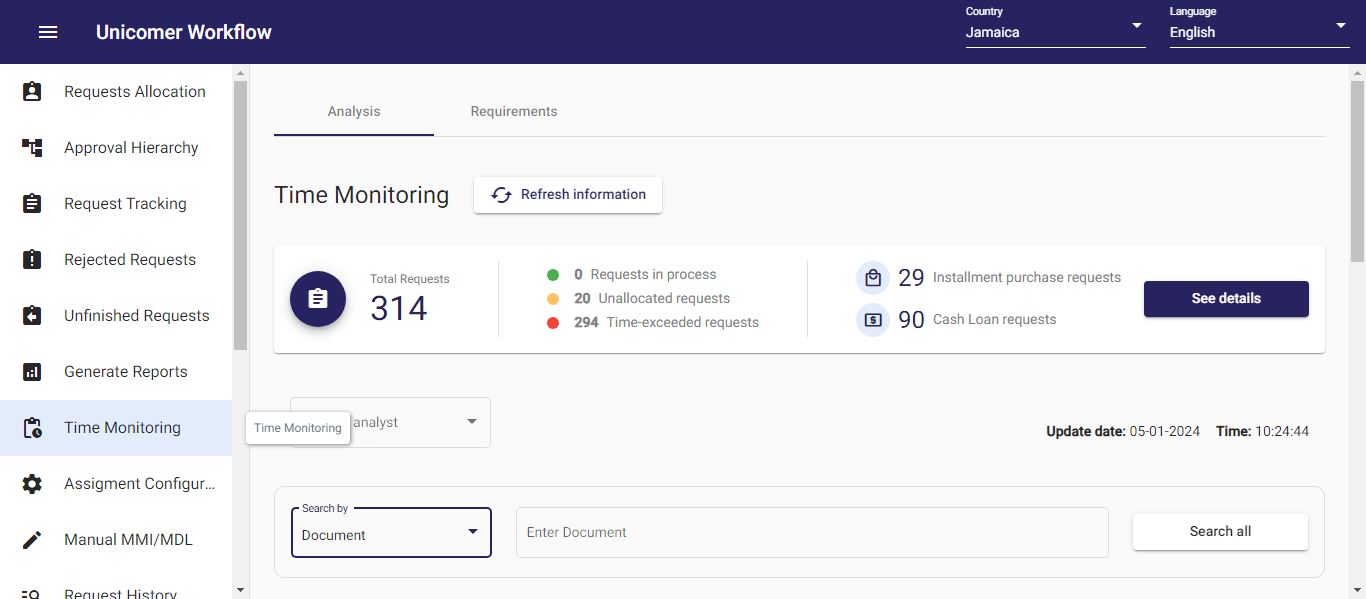 Unicomer Workflow
Country
Jamaica
Language
English
Requests Allocation
Approval Hierarchy
Request Tracking
Rejected Requests
Unfinished Requests
Generate Reports
Time Monitoring
Assigment Configur...
Manual MMI/MDL
Request History
Time Monitoring
Analysis
Requirements
Time Monitoring
Refresh information
Total Requests
314
0 Requests in process
20 Unallocated requests
294 Time-exceeded requests
29 Installment purchase requests
90 Cash Loan requests
See details
analyst
Update date: 05-01-2024 Time: 10:24:44
Search by
Document
Enter Document
Search all